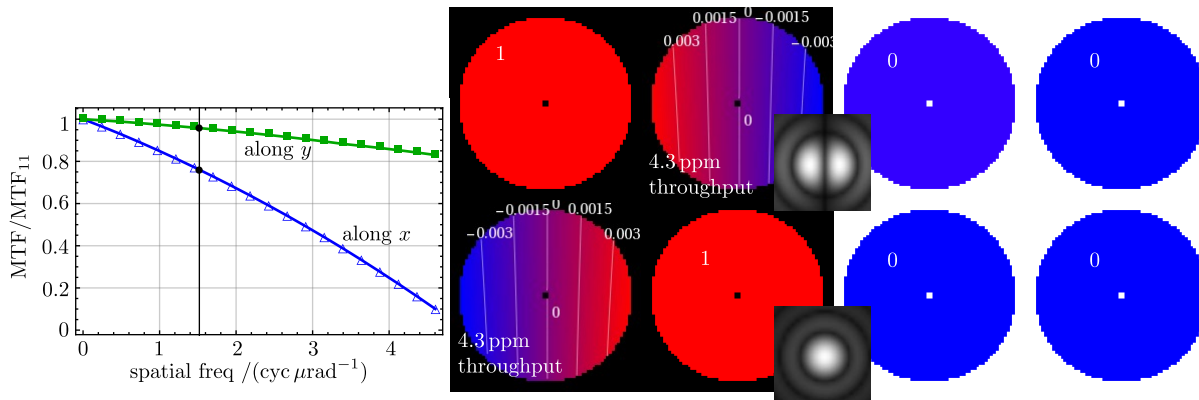 MTF/MTF₁₁
1
0.8
0.6
0.4
0.2
0
0 1 2 3 4
spatial freq /(cyc μrad⁻¹)
along y
along x
1
0.003 0.0015 0 −0.0015 −0.003
0
4.3 ppm
throughput
0
0
−0.003 −0.0015 0 0.0015 0.003
0
4.3 ppm
throughput
1
0
0